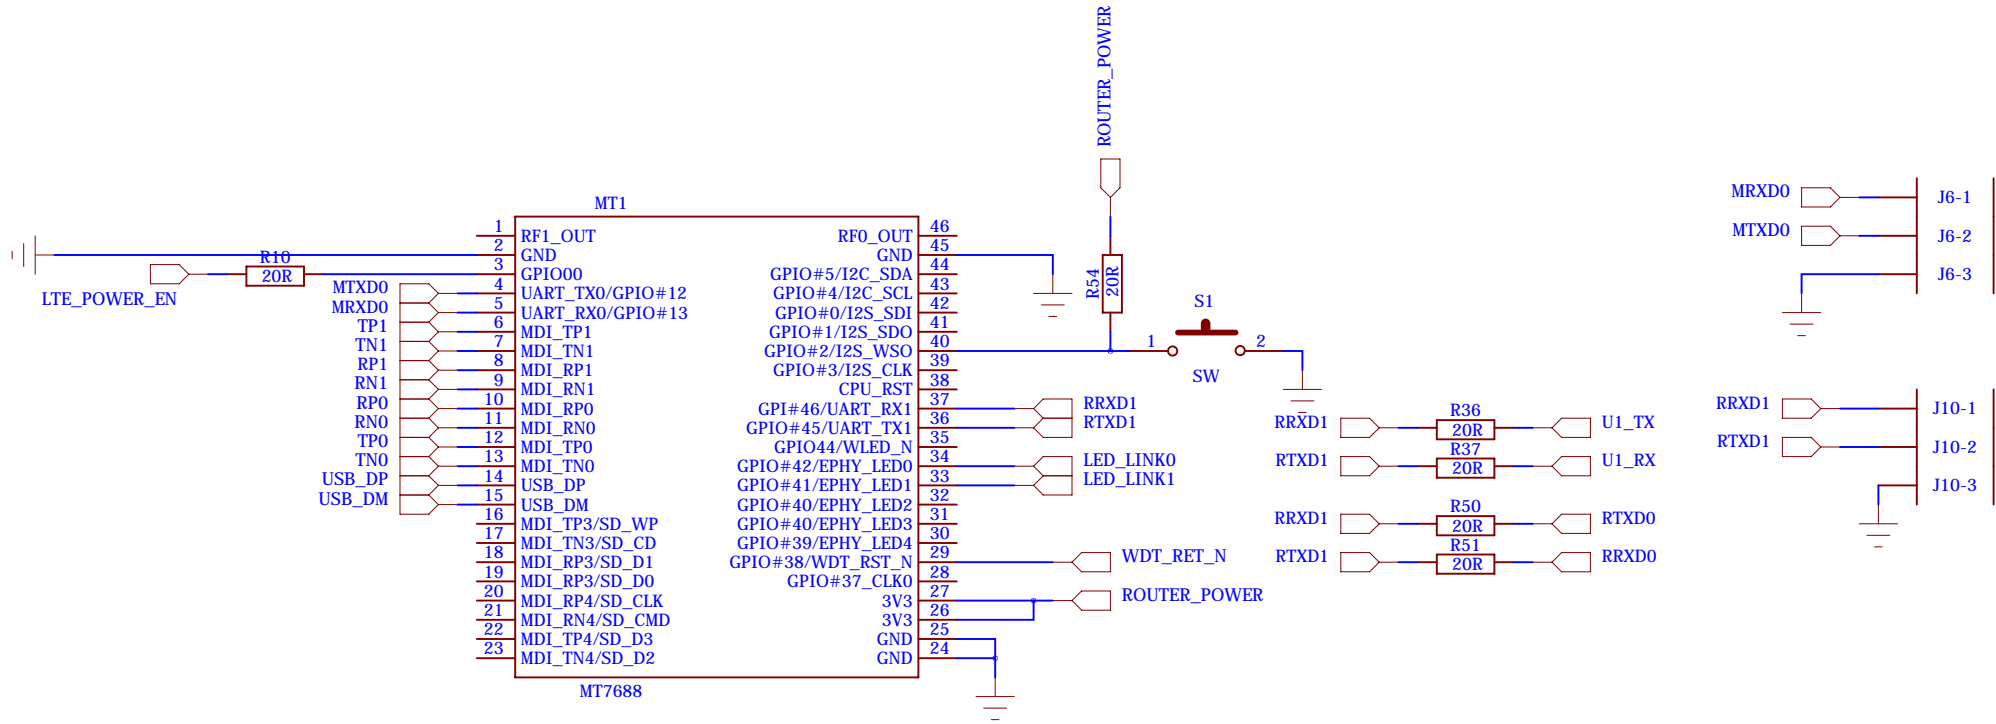 ROUTER_POWER
MT1
1 RF1_OUT
2 GND
3 GPIO00
4 UART_TX0/GPIO#12
5 UART_RX0/GPIO#13
6 MDI_TP1
7 MDI_TN1
8 MDI_RP1
9 MDI_RN1
10 MDI_RP0
11 MDI_RN0
12 MDI_TP0
13 MDI_TN0
14 USB_DP
15 USB_DM
16 MDI_TP3/SD_WP
17 MDI_TN3/SD_CD
18 MDI_RP3/SD_D1
19 MDI_RP3/SD_D0
20 MDI_RP4/SD_CLK
21 MDI_RN4/SD_CMD
22 MDI_TP4/SD_D3
23 MDI_TN4/SD_D2
RF0_OUT 46
GND 45
GPIO#5/I2C_SDA 44
GPIO#4/I2C_SCL 43
GPIO#0/I2S_SDI 42
GPIO#1/I2S_SDO 41
GPIO#2/I2S_WSO 40
GPIO#3/I2S_CLK 39
CPU_RST 38
GPI#46/UART_RX1 37
GPIO#45/UART_TX1 36
GPIO44/WLED_N 35
GPIO#42/EPHY_LED0 34
GPIO#41/EPHY_LED1 33
GPIO#40/EPHY_LED2 32
GPIO#40/EPHY_LED3 31
GPIO#39/EPHY_LED4 30
GPIO#38/WDT_RST_N 29
GPIO#37_CLK0 28
3V3 27
3V3 26
GND 25
GND 24
MT7688
R10
20R
LTE_POWER_EN
MTXD0
MRXD0
TP1
TN1
RP1
RN1
RP0
RN0
TP0
TN0
USB_DP
USB_DM
R54
20R
S1
1 2
SW
RRXD1
RTXD1
LED_LINK0
LED_LINK1
WDT_RET_N
ROUTER_POWER
RRXD1 R36 20R U1_TX
RTXD1 R37 20R U1_RX
RRXD1 R50 20R RTXD0
RTXD1 R51 20R RRXD0
MRXD0 J6-1
MTXD0 J6-2
J6-3
RRXD1 J10-1
RTXD1 J10-2
J10-3